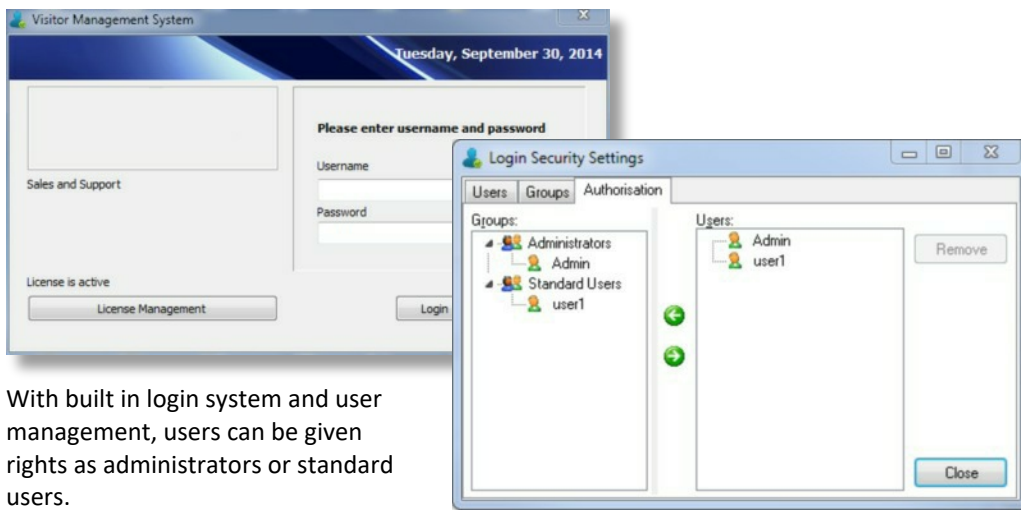 Visitor Management System
Tuesday, September 30, 2014
Please enter username and password
Username
Sales and Support
Password
License is active
License Management
Login
Login Security Settings
Users Groups Authorisation
Groups:
Administrators
Admin
Standard Users
user1
Users:
Admin
user1
Remove
Close
With built in login system and user
management, users can be given
rights as administrators or standard
users.